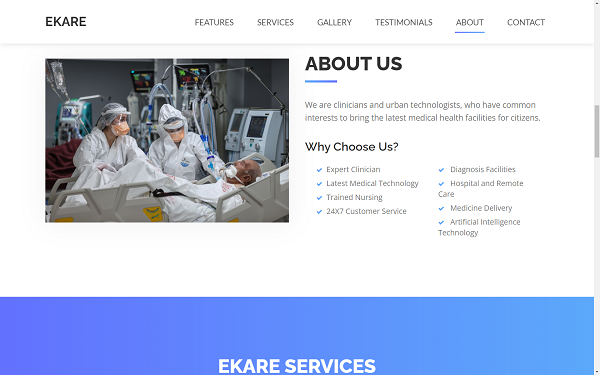 EKARE
FEATURES SERVICES GALLERY TESTIMONIALS ABOUT CONTACT
ABOUT US
We are clinicians and urban technologists, who have common
interests to bring the latest medical health facilities for citizens.
Why Choose Us?
Expert Clinician
Latest Medical Technology
Trained Nursing
24X7 Customer Service
Diagnosis Facilities
Hospital and Remote
Care
Medicine Delivery
Artificial Intelligence
Technology
EKARE SERVICES